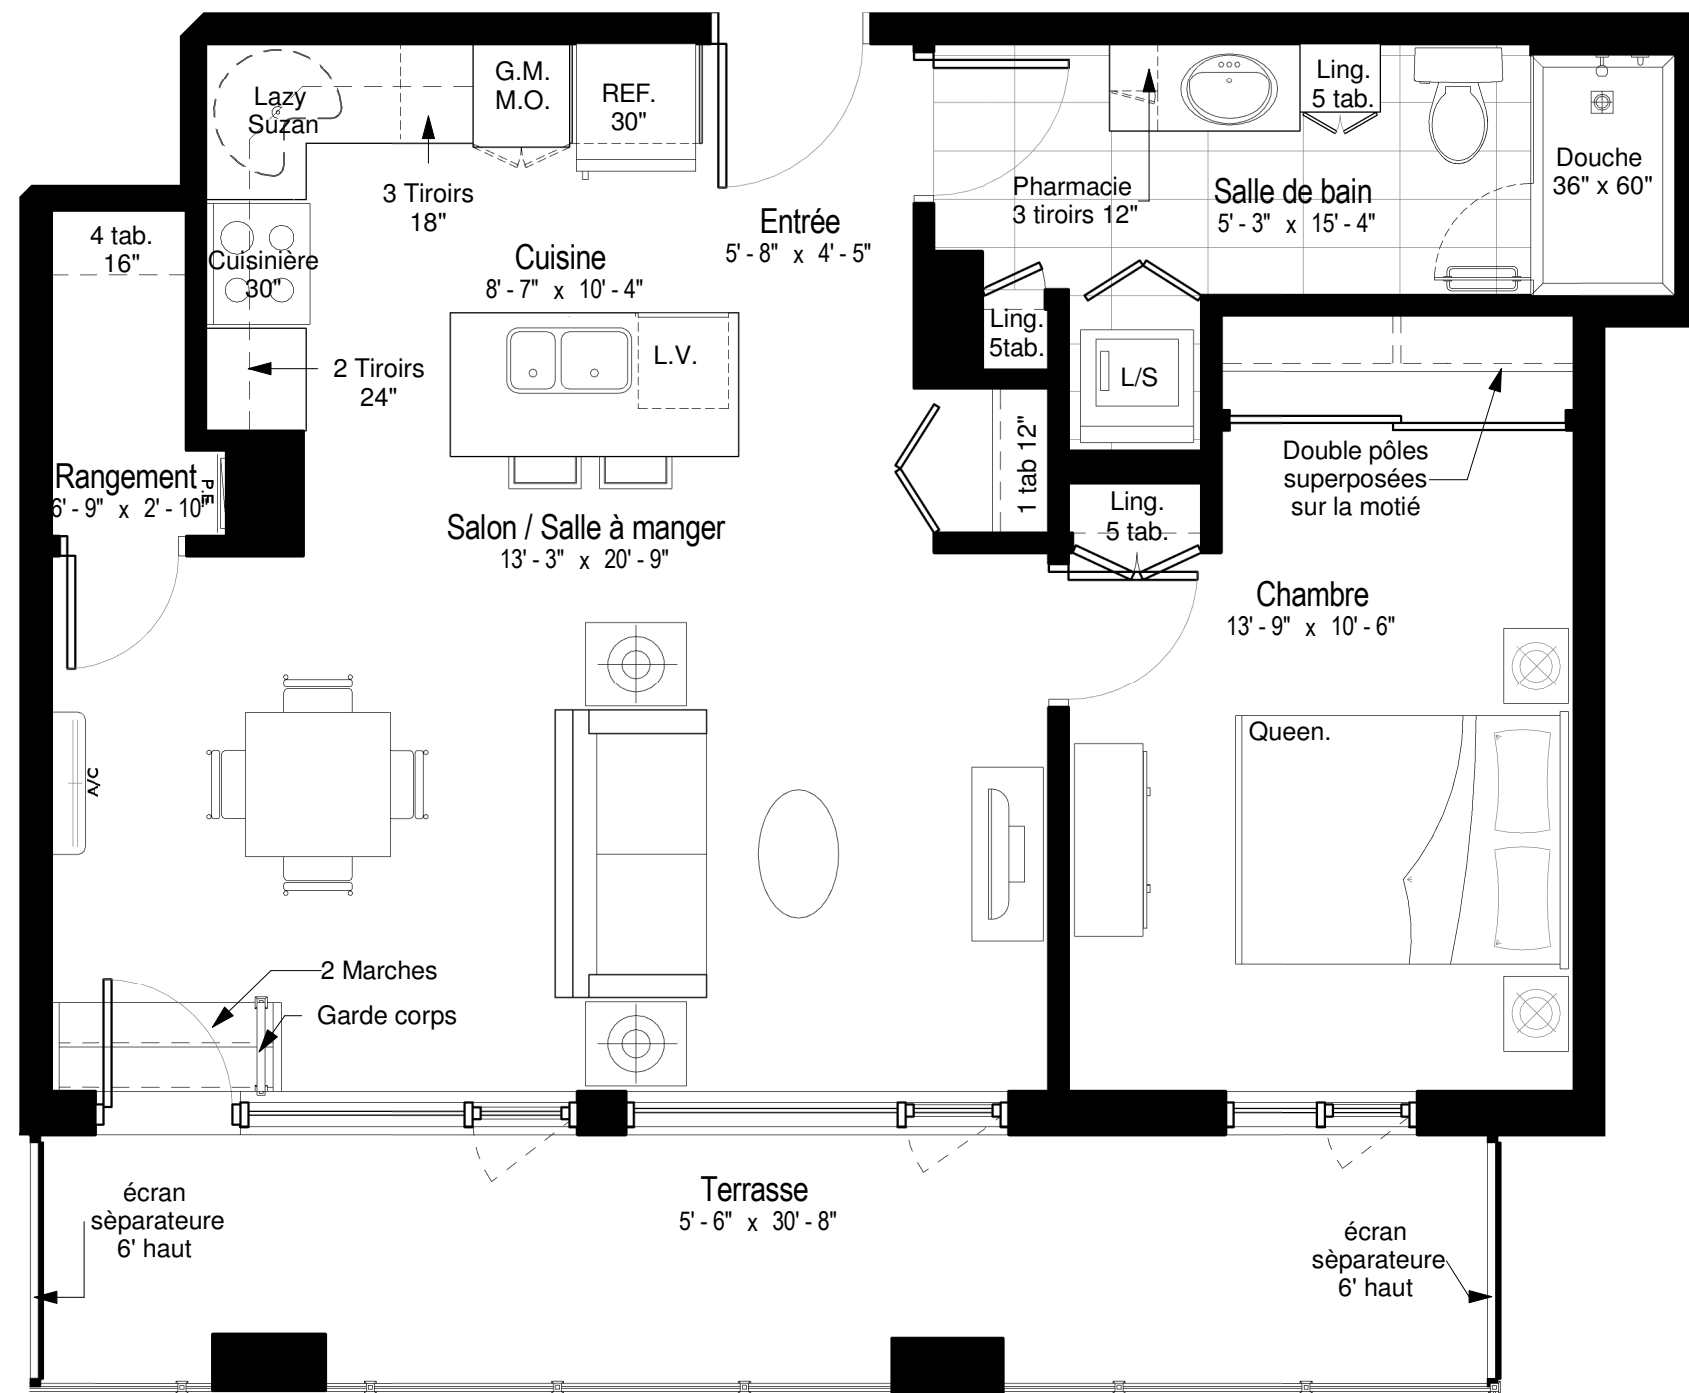 G.M.
M.O.
REF.
30"
Lazy
Suzan
Ling.
5 tab.
Douche
36" x 60"
3 Tiroirs
18"
Pharmacie
3 tiroirs 12"
Salle de bain
5' - 3" x 15' - 4"
Entrée
5' - 8" x 4' - 5"
4 tab.
16"
Cuisinière
30"
Cuisine
8' - 7" x 10' - 4"
Ling.
5tab.
L.V.
2 Tiroirs
24"
L/S
1 tab 12"
Double pôles
superposées
sur la motié
Rangement
6' - 9" x 2' - 10"
P.E.
Ling.
5 tab.
Salon / Salle à manger
13' - 3" x 20' - 9"
Chambre
13' - 9" x 10' - 6"
Queen.
A/C
2 Marches
Garde corps
Terrasse
5' - 6" x 30' - 8"
écran
sèparateure
6' haut
écran
sèparateure
6' haut